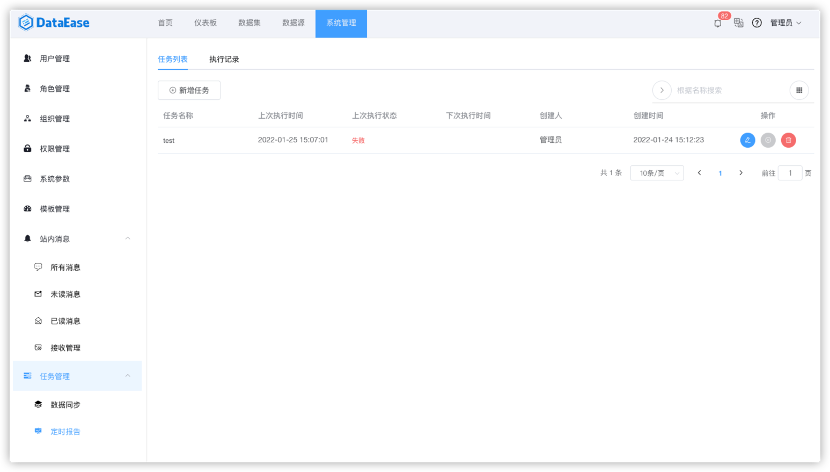 DataEase 首页 仪表板 数据集 数据源 系统管理 82 管理员
用户管理
角色管理
组织管理
权限管理
系统参数
模板管理
站内消息
所有消息
未读消息
已读消息
接收管理
任务管理
数据同步
定时报告
任务列表 执行记录
新增任务 根据名称搜索
任务名称 上次执行时间 上次执行状态 下次执行时间 创建人 创建时间 操作
test 2022-01-25 15:07:01 失败 管理员 2022-01-24 15:12:23
共 1 条 10条/页 1 前往 1 页